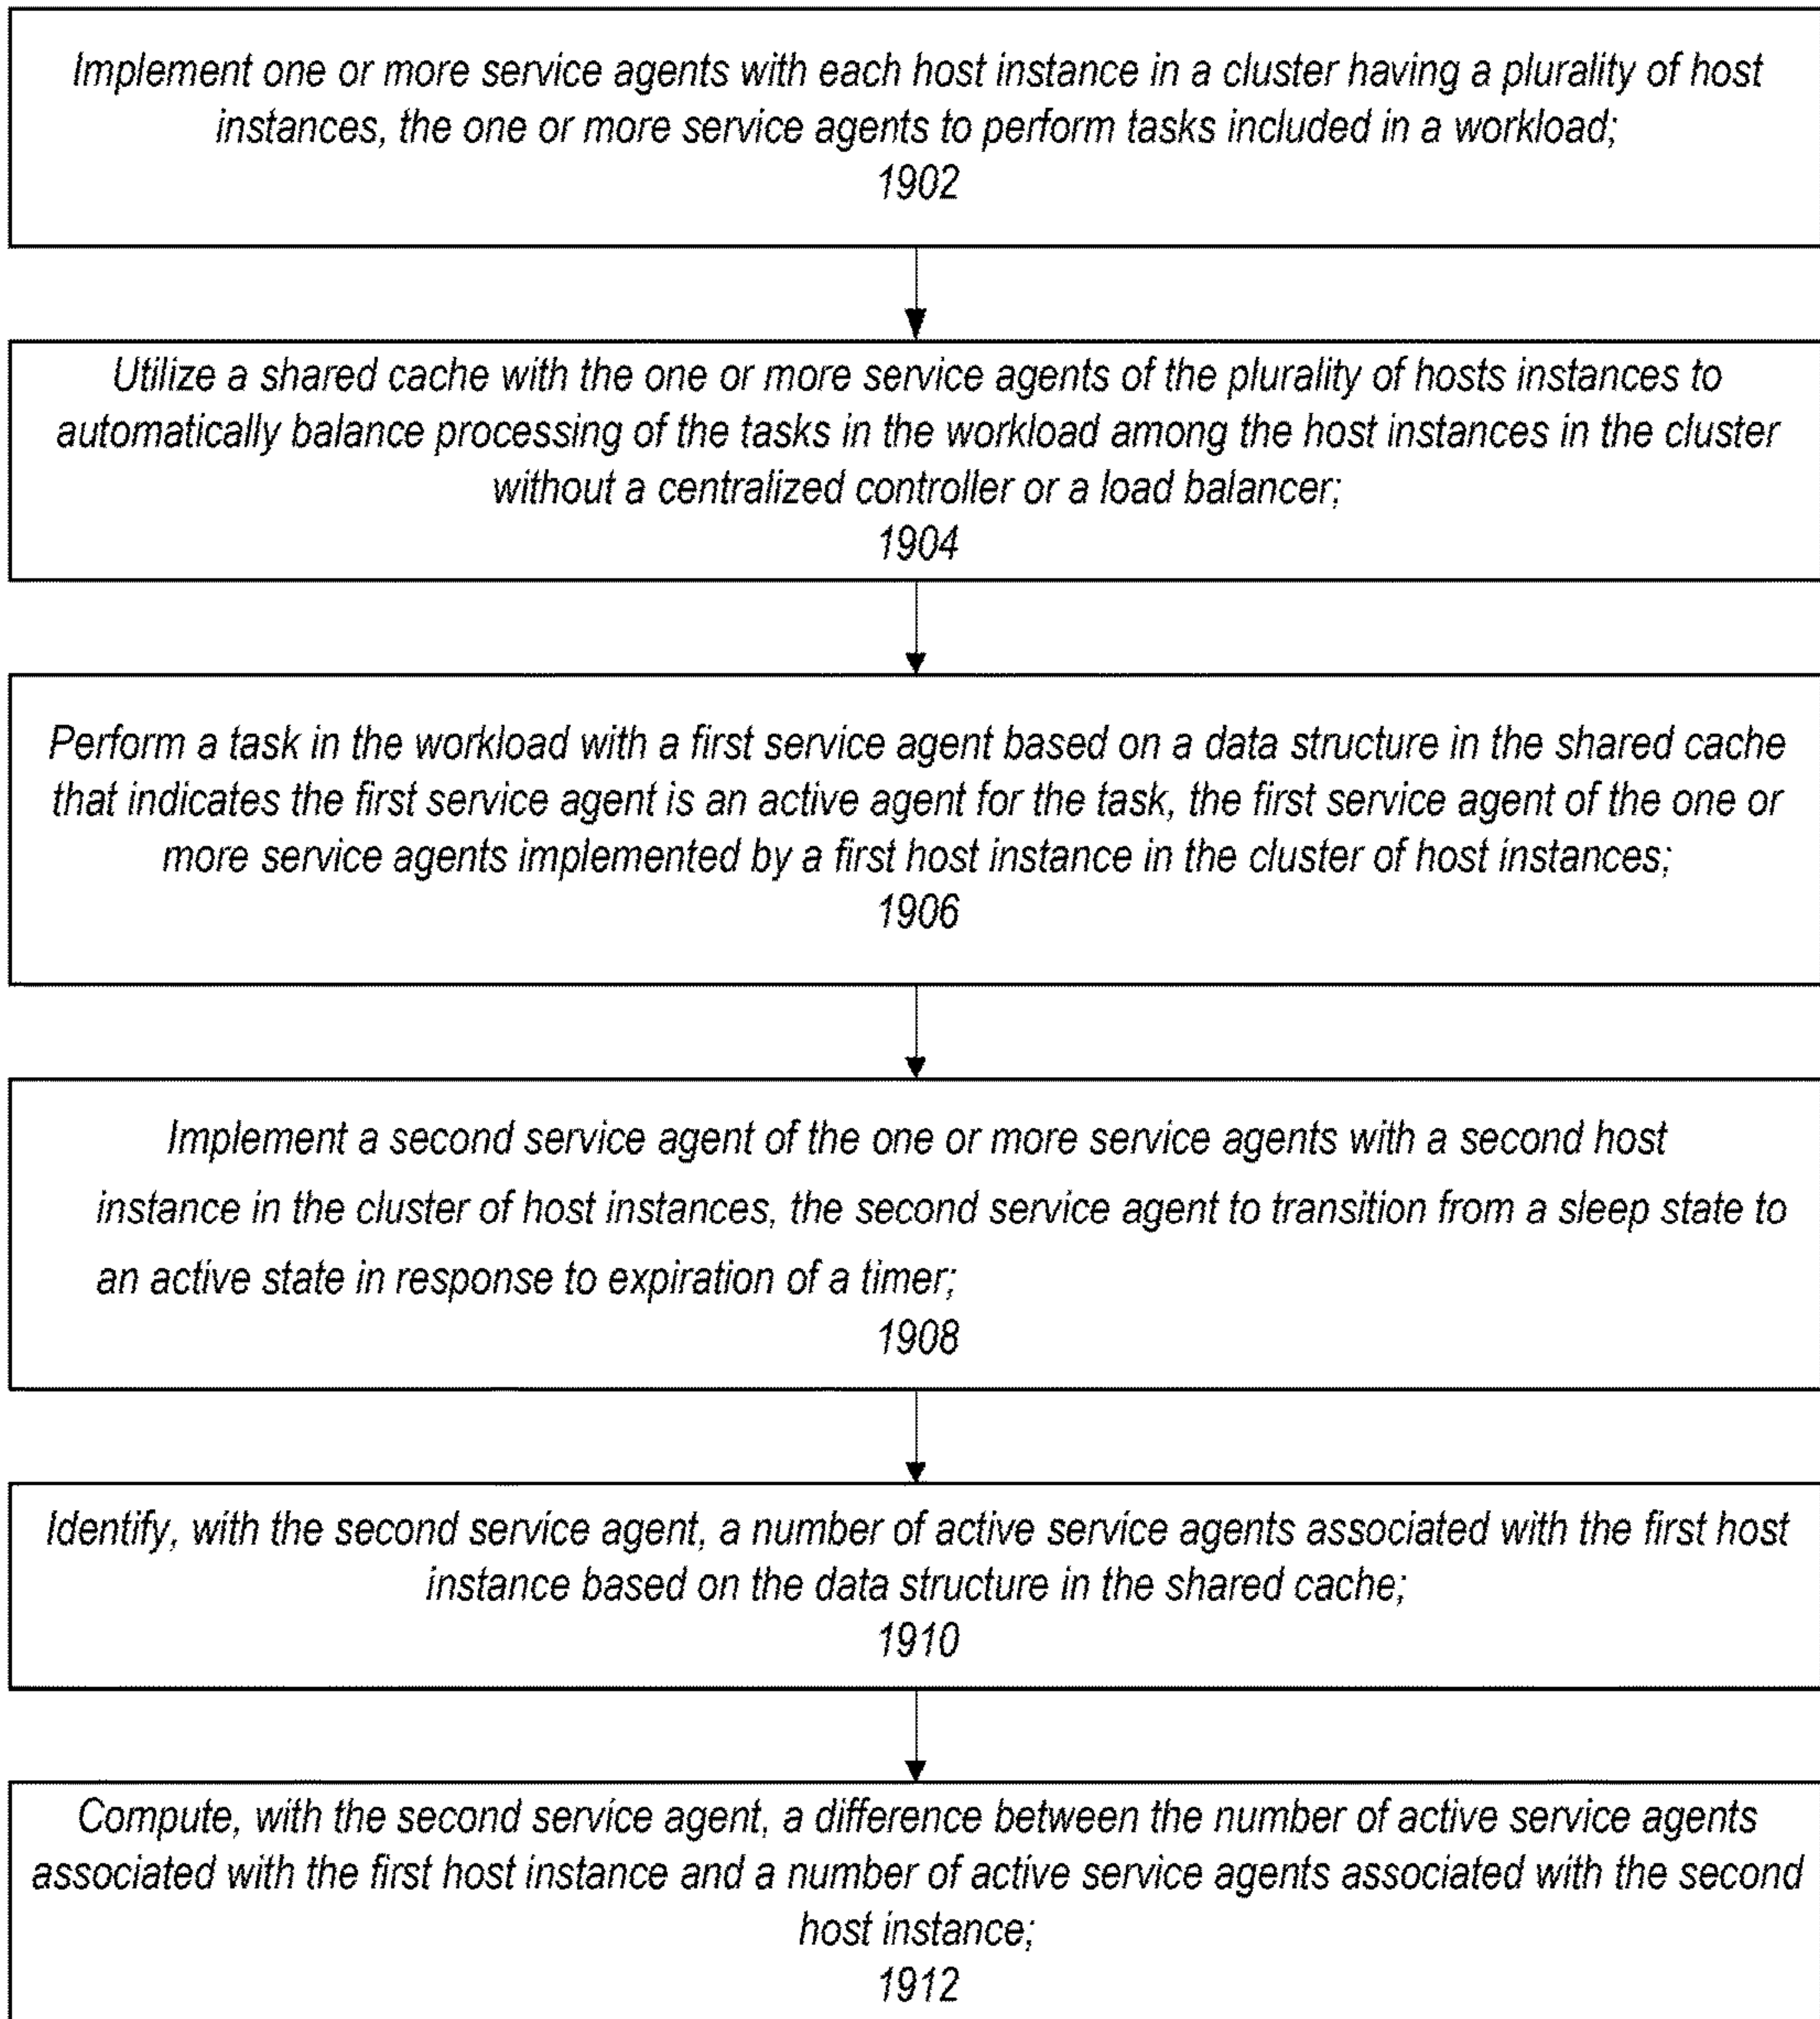 Implement one or more service agents with each host instance in a cluster having a plurality of host
instances, the one or more service agents to perform tasks included in a workload;
1902
Utilize a shared cache with the one or more service agents of the plurality of hosts instances to
automatically balance processing of the tasks in the workload among the host instances in the cluster
without a centralized controller or a load balancer;
1904
Perform a task in the workload with a first service agent based on a data structure in the shared cache
that indicates the first service agent is an active agent for the task, the first service agent of the one or
more service agents implemented by a first host instance in the cluster of host instances;
1906
Implement a second service agent of the one or more service agents with a second host
instance in the cluster of host instances, the second service agent to transition from a sleep state to
an active state in response to expiration of a timer;
1908
Identify, with the second service agent, a number of active service agents associated with the first host
instance based on the data structure in the shared cache;
1910
Compute, with the second service agent, a difference between the number of active service agents
associated with the first host instance and a number of active service agents associated with the second
host instance;
1912